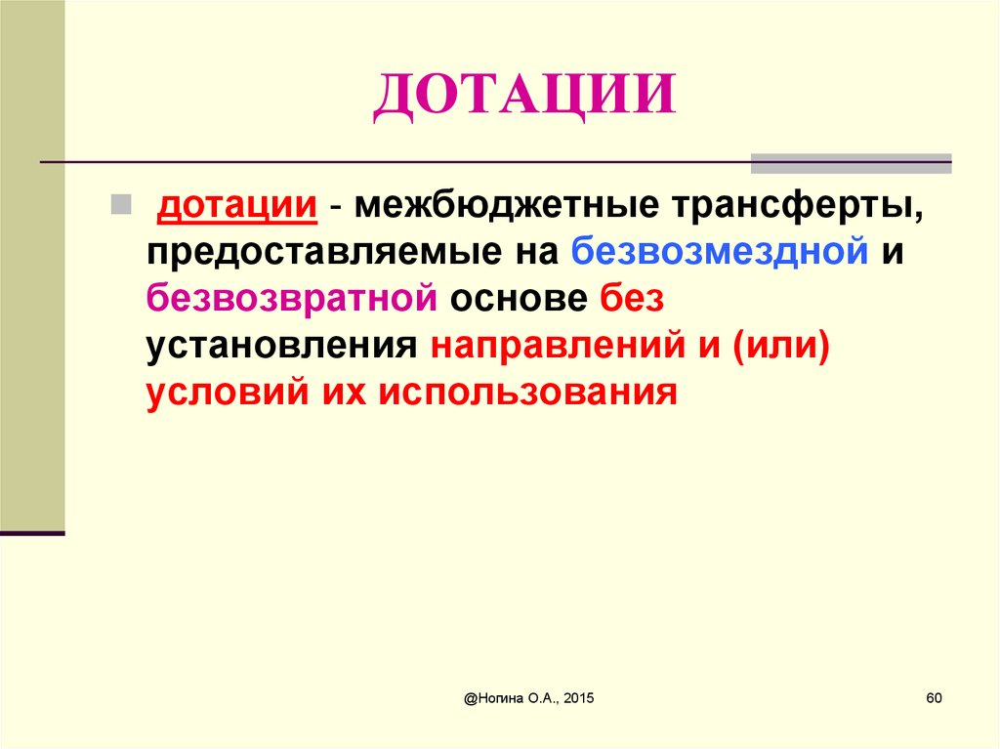 ДОТАЦИИ
дотации - межбюджетные трансферты,
предоставляемые на безвозмездной и
безвозвратной основе без
установления направлений и (или)
условий их использования
@Ногина О.А., 2015
60